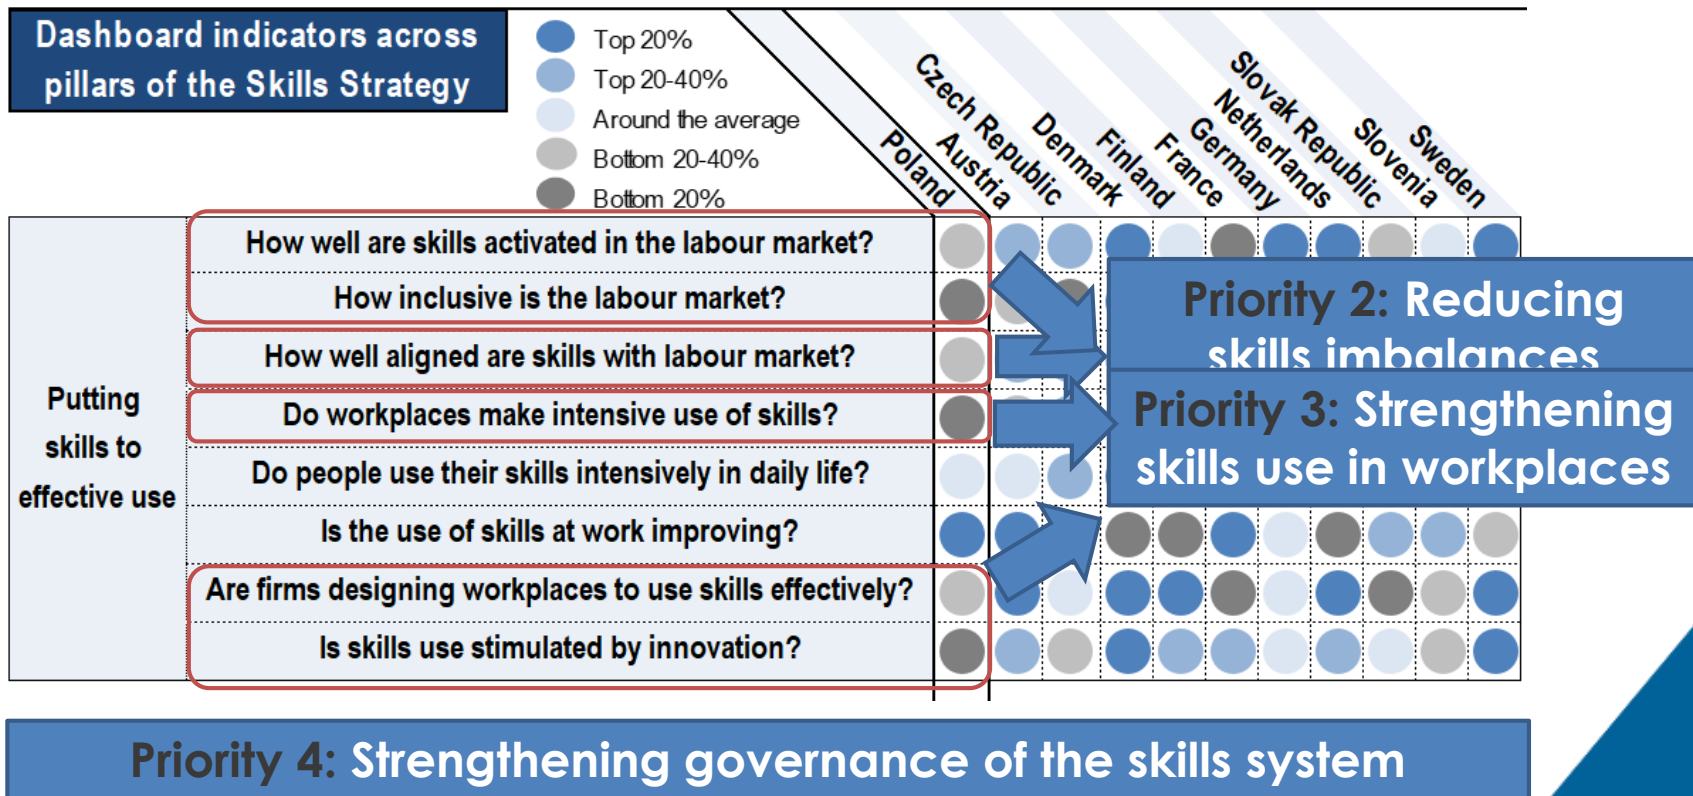 Dashboard indicators across
pillars of the Skills Strategy
Top 20%
Top 20-40%
Around the average
Bottom 20-40%
Bottom 20%
Poland
Austria
Czech Republic
Denmark
Finland
France
Germany
Netherlands
Slovak Republic
Slovenia
Sweden
Putting
skills to
effective use
How well are skills activated in the labour market?
How inclusive is the labour market?
How well aligned are skills with labour market?
Do workplaces make intensive use of skills?
Do people use their skills intensively in daily life?
Is the use of skills at work improving?
Are firms designing workplaces to use skills effectively?
Is skills use stimulated by innovation?
Priority 2: Reducing
skills imbalances
Priority 3: Strengthening
skills use in workplaces
Priority 4: Strengthening governance of the skills system